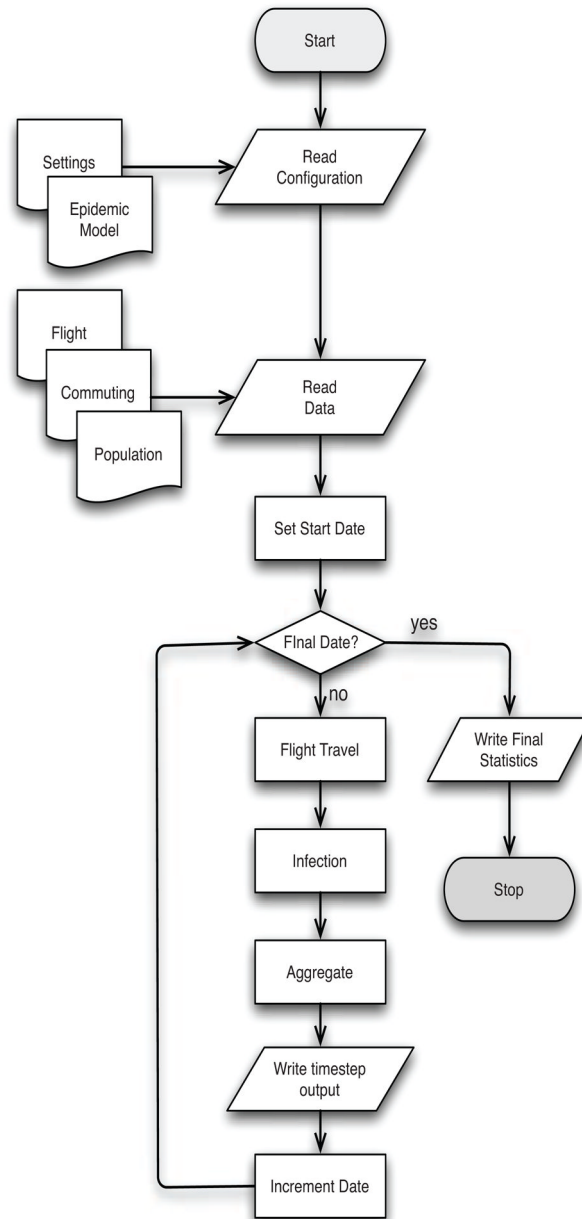 Start
Settings
Read
Configuration
Epidemic
Model
Flight
Commuting
Read
Data
Population
Set Start Date
FInal Date?
yes
no
Flight Travel
Write Final
Statistics
Infection
Stop
Aggregate
Write timestep
output
Increment Date